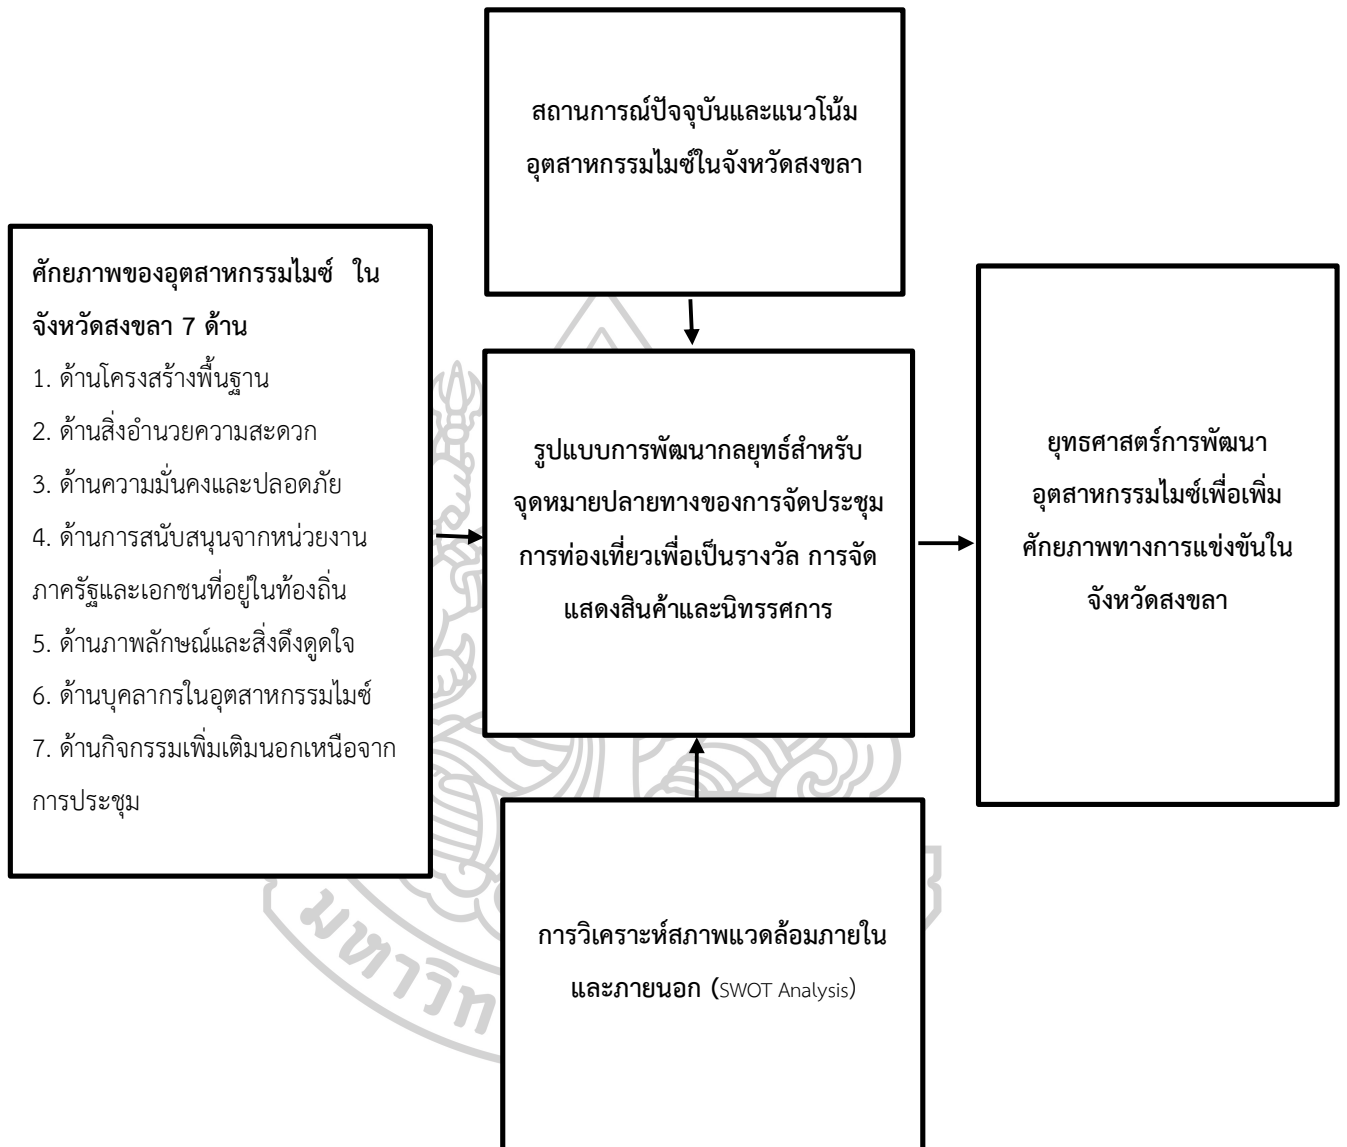 สถานการณ์ปัจจุบันและแนวโน้ม
อุตสาหกรรมไมซ์ในจังหวัดสงขลา
ศักยภาพของอุตสาหกรรมไมซ์ ใน
จังหวัดสงขลา 7 ด้าน
1. ด้านโครงสร้างพื้นฐาน
2. ด้านสิ่งอำนวยความสะดวก
3. ด้านความมั่นคงและปลอดภัย
4. ด้านการสนับสนุนจากหน่วยงาน
ภาครัฐและเอกชนที่อยู่ในท้องถิ่น
5. ด้านภาพลักษณ์และสิ่งดึงดูดใจ
6. ด้านบุคลากรในอุตสาหกรรมไมซ์
7. ด้านกิจกรรมเพิ่มเติมนอกเหนือจาก
การประชุม
รูปแบบการพัฒนากลยุทธ์สำหรับ
จุดหมายปลายทางของการจัดประชุม
การท่องเที่ยวเพื่อเป็นรางวัล การจัด
แสดงสินค้าและนิทรรศการ
ยุทธศาสตร์การพัฒนา
อุตสาหกรรมไมซ์เพื่อเพิ่ม
ศักยภาพทางการแข่งขันใน
จังหวัดสงขลา
การวิเคราะห์สภาพแวดล้อมภายใน
และภายนอก (SWOT Analysis)
มหาวิท